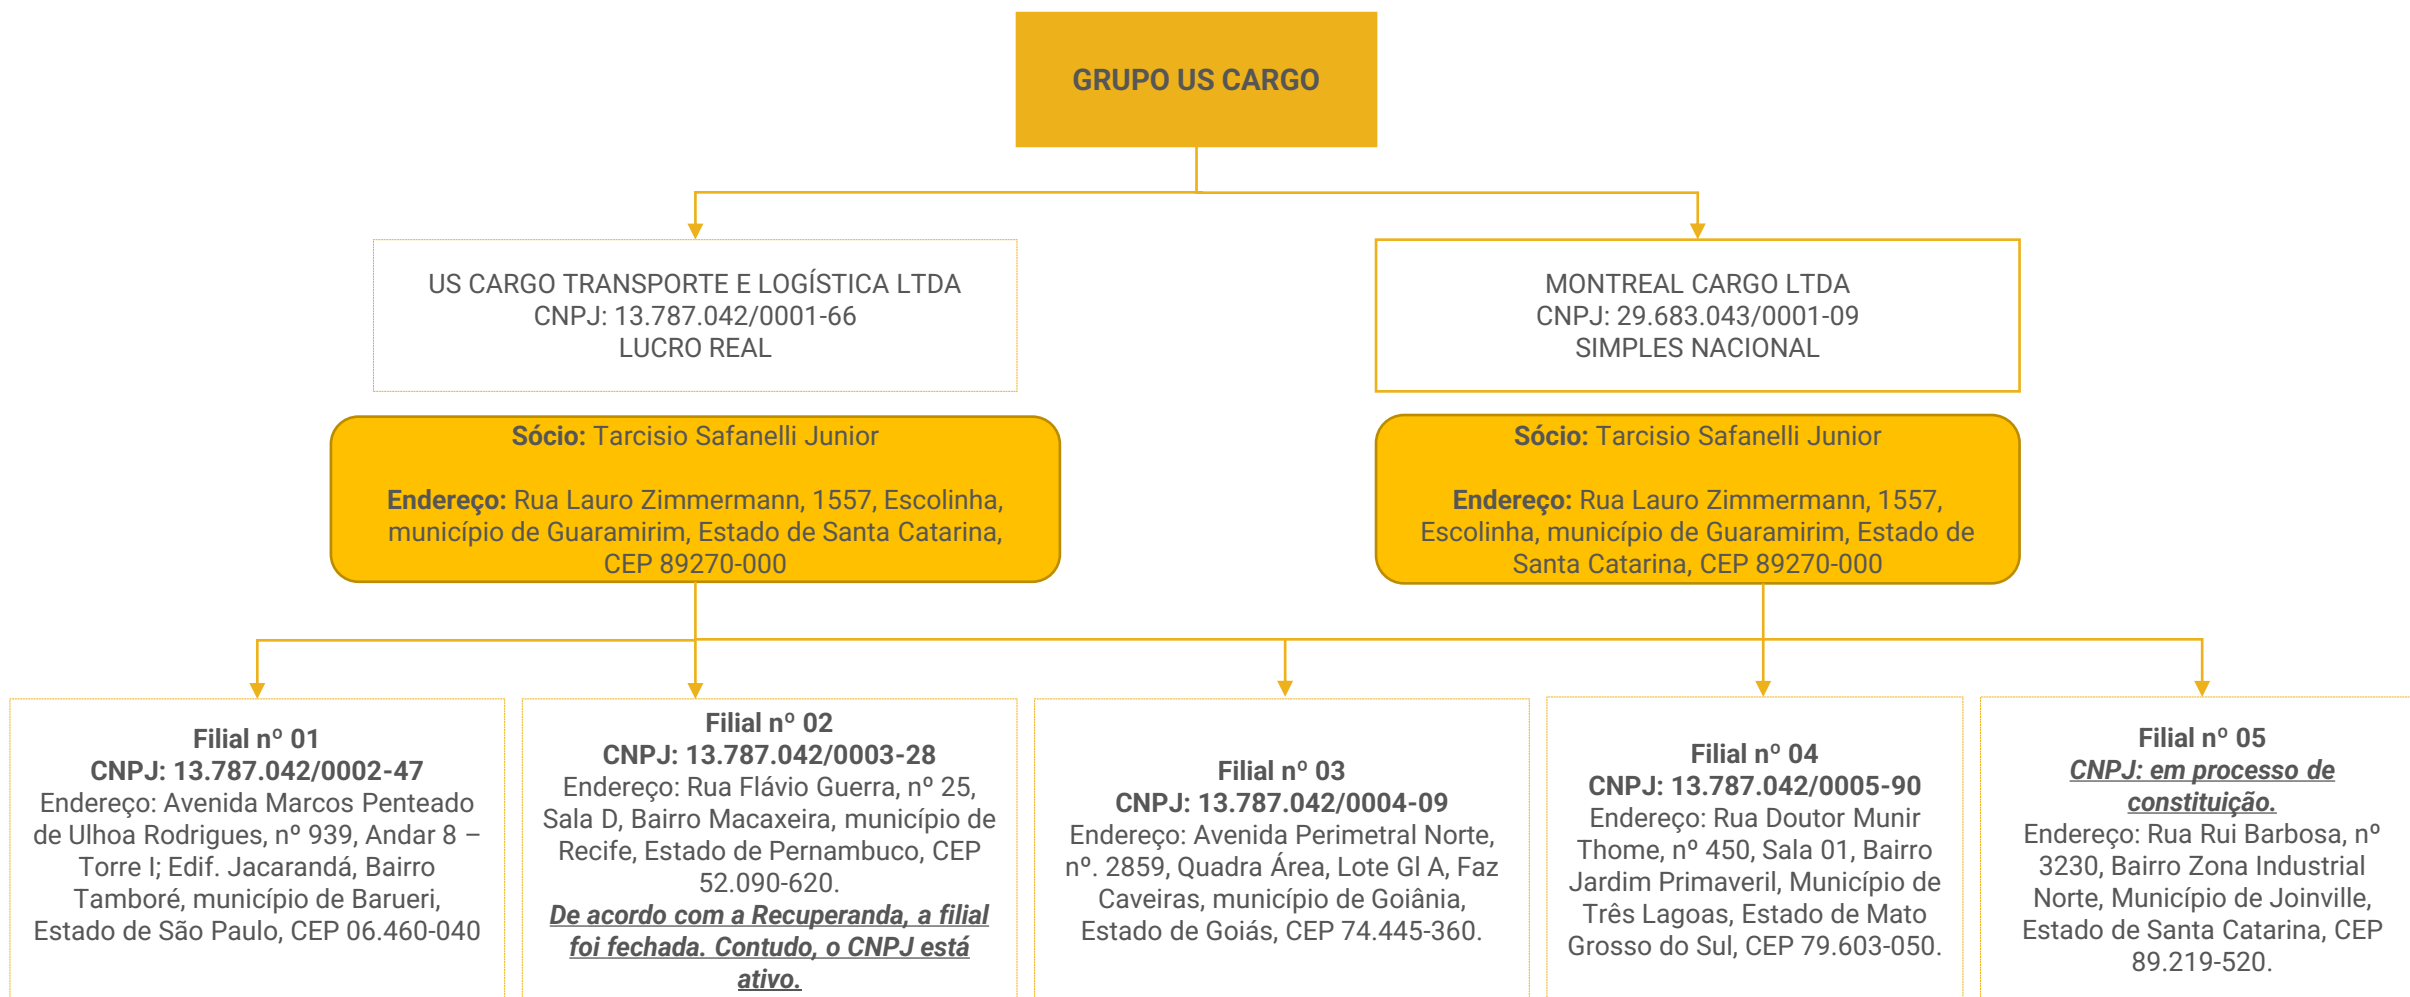 GRUPO US CARGO
US CARGO TRANSPORTE E LOGÍSTICA LTDA
CNPJ: 13.787.042/0001-66
LUCRO REAL
MONTREAL CARGO LTDA
CNPJ: 29.683.043/0001-09
SIMPLES NACIONAL
Sócio: Tarcisio Safanelli Junior
Endereço: Rua Lauro Zimmermann, 1557, Escolinha,
município de Guaramirim, Estado de Santa Catarina,
CEP 89270-000
Sócio: Tarcisio Safanelli Junior
Endereço: Rua Lauro Zimmermann, 1557,
Escolinha, município de Guaramirim, Estado de
Santa Catarina, CEP 89270-000
Filial nº 01
CNPJ: 13.787.042/0002-47
Endereço: Avenida Marcos Penteado
de Ulhoa Rodrigues, nº 939, Andar 8 –
Torre I; Edif. Jacarandá, Bairro
Tamboré, município de Barueri,
Estado de São Paulo, CEP 06.460-040
Filial nº 02
CNPJ: 13.787.042/0003-28
Endereço: Rua Flávio Guerra, nº 25,
Sala D, Bairro Macaxeira, município de
Recife, Estado de Pernambuco, CEP
52.090-620.
De acordo com a Recuperanda, a filial
foi fechada. Contudo, o CNPJ está
ativo.
Filial nº 03
CNPJ: 13.787.042/0004-09
Endereço: Avenida Perimetral Norte,
nº. 2859, Quadra Área, Lote Gl A, Faz
Caveiras, município de Goiânia,
Estado de Goiás, CEP 74.445-360.
Filial nº 04
CNPJ: 13.787.042/0005-90
Endereço: Rua Doutor Munir
Thome, nº 450, Sala 01, Bairro
Jardim Primaveril, Município de
Três Lagoas, Estado de Mato
Grosso do Sul, CEP 79.603-050.
Filial nº 05
CNPJ: em processo de
constituição.
Endereço: Rua Rui Barbosa, nº
3230, Bairro Zona Industrial
Norte, Município de Joinville,
Estado de Santa Catarina, CEP
89.219-520.